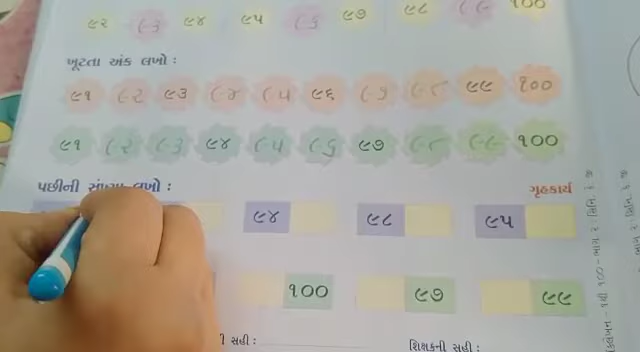 ૯૨ ૯૩ ૯૪ ૯૫ ૯૬ ૯૭ ૯૮ ૯૯ ૧૦૦
ખૂટતા અંક લખો :
૯૧ ૯૨ ૯૩ ૯૪ ૯૫ ૯૬ ૯૭ ૯૮ ૯૯ ૧૦૦
૯૧ ૯૨ ૯૩ ૯૪ ૯૫ ૯૬ ૯૭ ૯૮ ૯૯ ૧૦૦
પછીની સંખ્યા લખો : ગૃહકાર્ય
૯૪ ૯૮ ૯૫
૧૦૦ ૯૭ ૯૯
સહી : શિક્ષકની સહી :